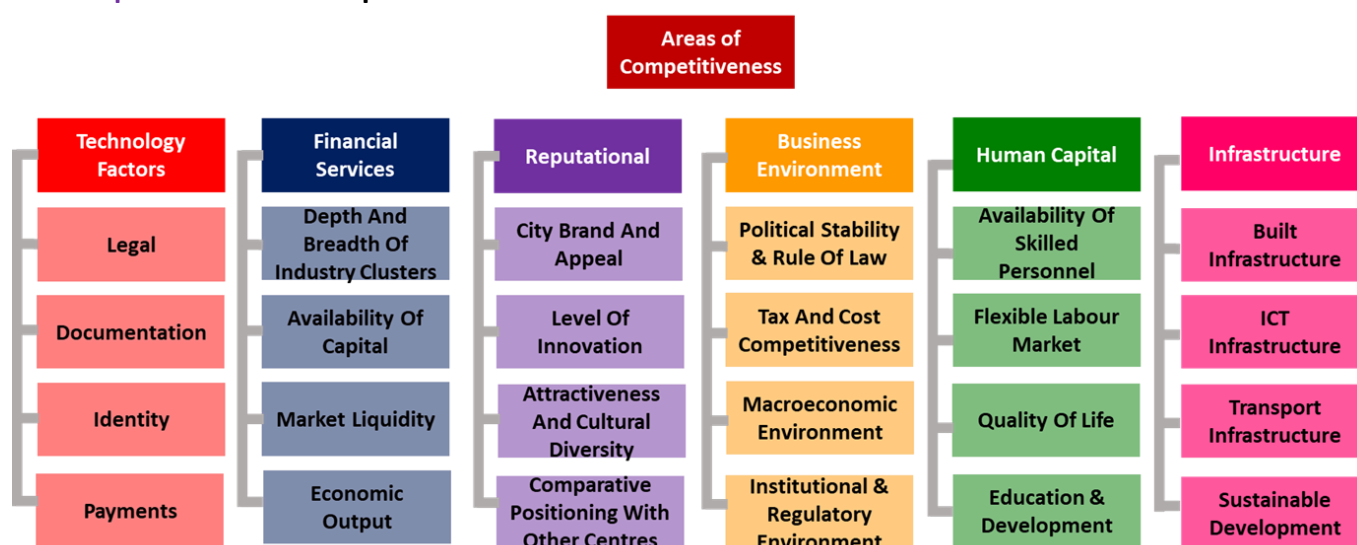 Areas of
Competitiveness
Technology
Factors
Legal
Documentation
Identity
Payments
Financial
Services
Depth And
Breadth Of
Industry Clusters
Availability Of
Capital
Market Liquidity
Economic
Output
Reputational
City Brand And
Appeal
Level Of
Innovation
Attractiveness
And Cultural
Diversity
Comparative
Positioning With
Other Centres
Business
Environment
Political Stability
& Rule Of Law
Tax And Cost
Competitiveness
Macroeconomic
Environment
Institutional &
Regulatory
Environment
Human Capital
Availability Of
Skilled
Personnel
Flexible Labour
Market
Quality Of Life
Education &
Development
Infrastructure
Built
Infrastructure
ICT
Infrastructure
Transport
Infrastructure
Sustainable
Development